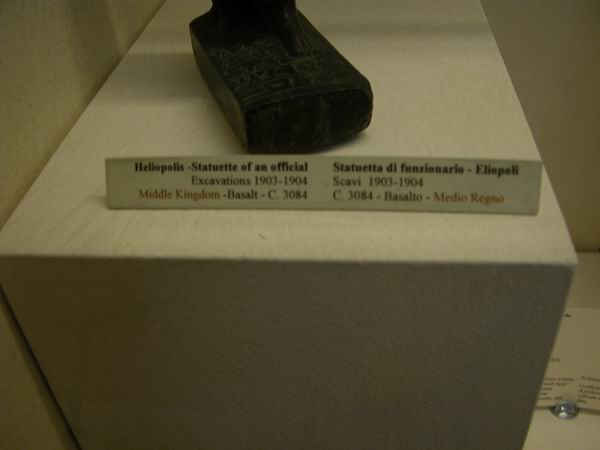 Heliopolis -Statuette of an official
Excavations 1903-1904
Middle Kingdom -Basalt - C. 3084
Statuetta di funzionario - Eliopoli
Scavi 1903-1904
C. 3084 - Basalto - Medio Regno